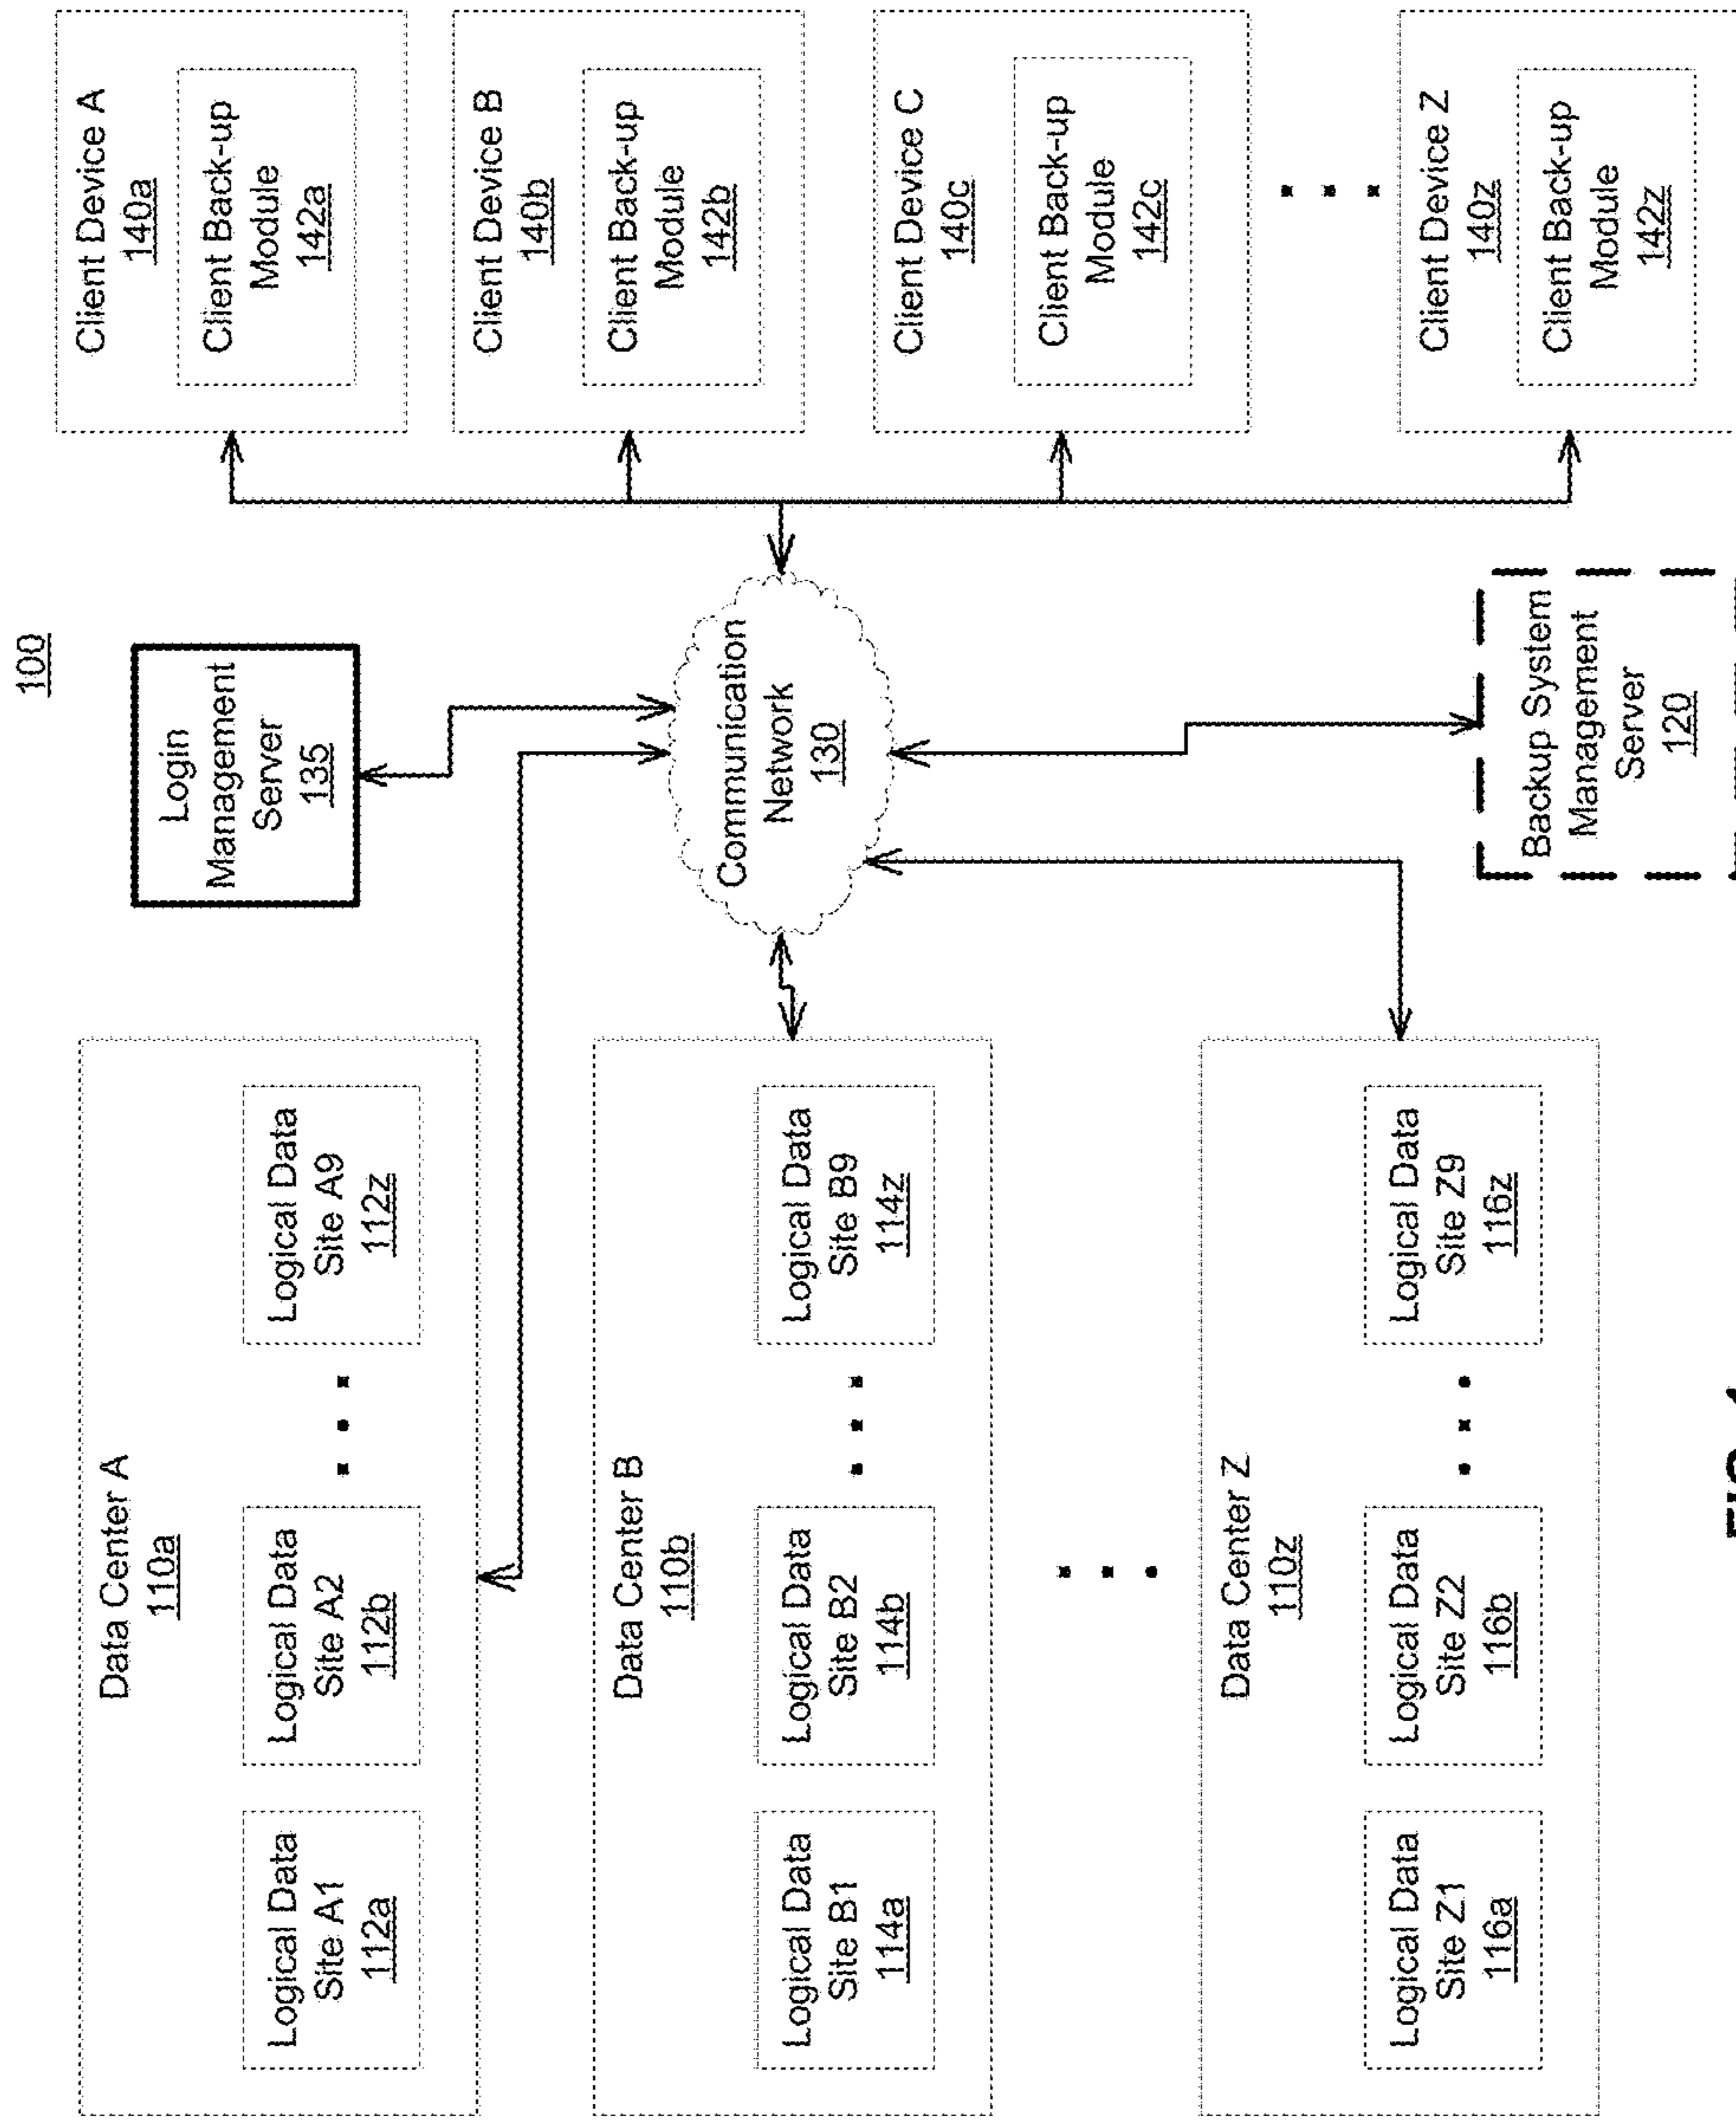 100
Data Center A
110a
Logical Data
Site A1
112a
Logical Data
Site A2
112b
Logical Data
Site A9
112z
Data Center B
110b
Logical Data
Site B1
114a
Logical Data
Site B2
114b
Logical Data
Site B9
114z
Data Center Z
110z
Logical Data
Site Z1
116a
Logical Data
Site Z2
116b
Logical Data
Site Z9
116z
Login
Management
Server
135
Communication
Network
130
Backup System
Management
Server
120
Client Device A
140a
Client Back-up
Module
142a
Client Device B
140b
Client Back-up
Module
142b
Client Device C
140c
Client Back-up
Module
142c
Client Device Z
140z
Client Back-up
Module
142z